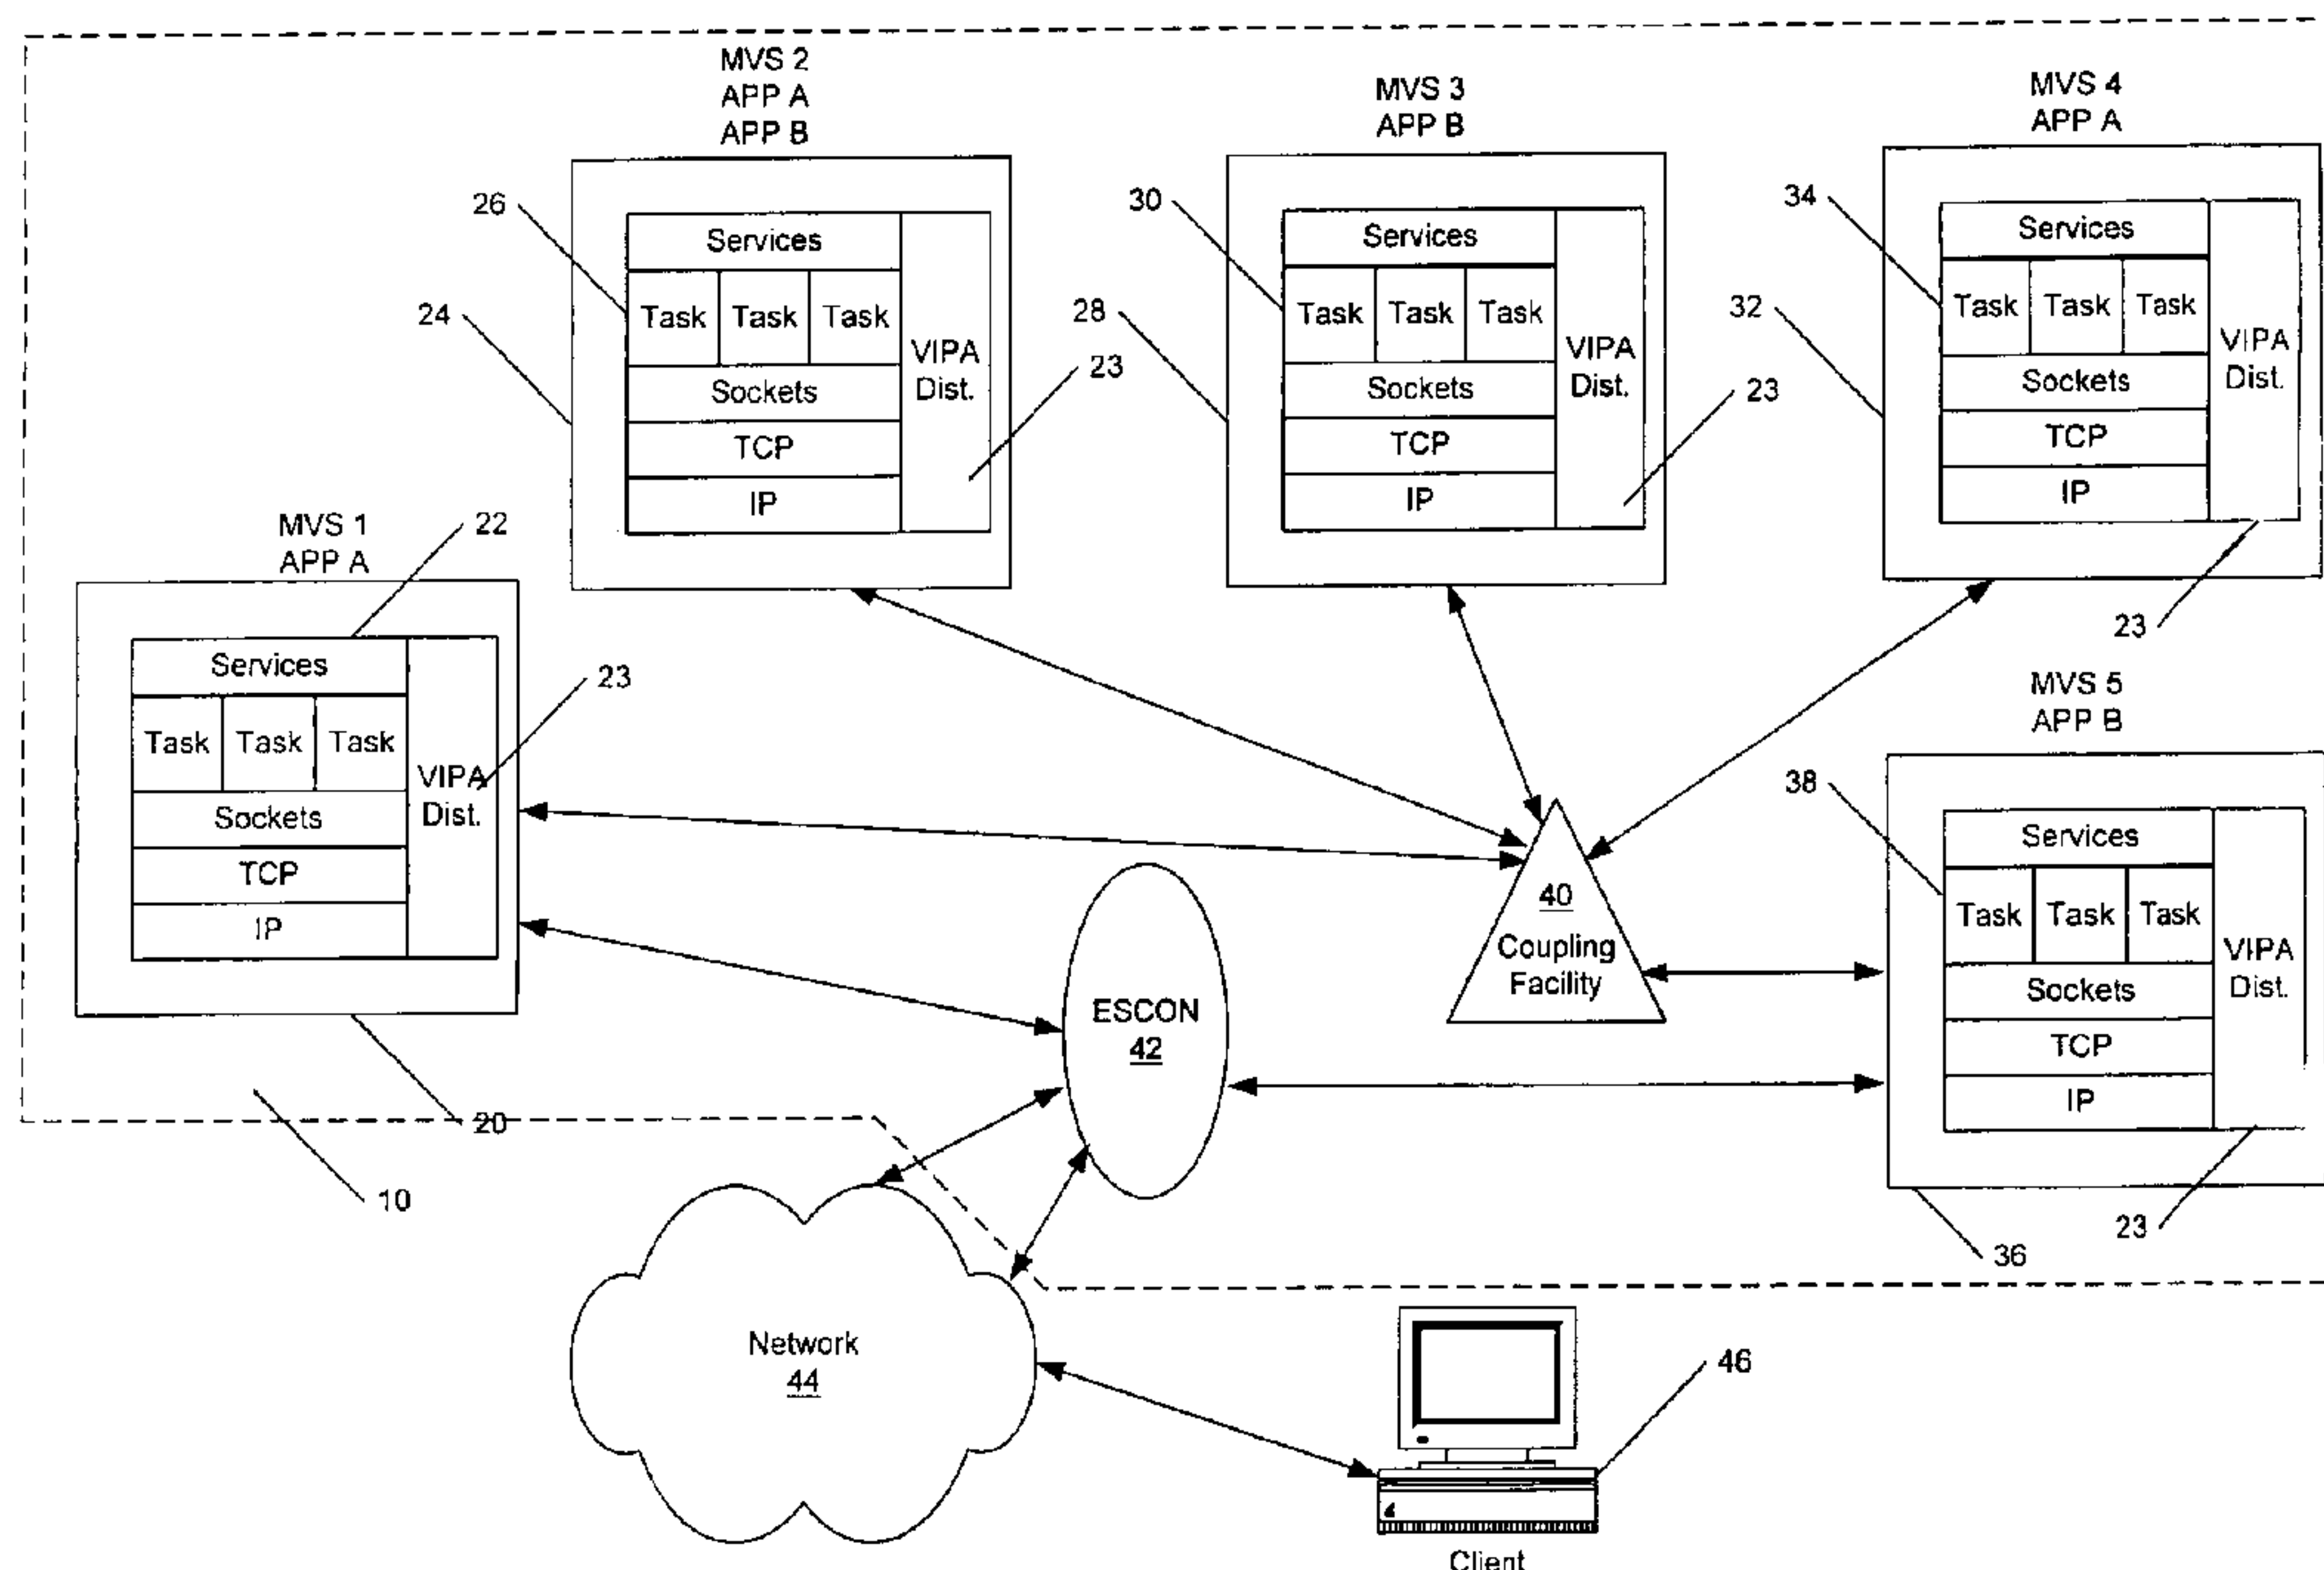 MVS 2
APP A
APP B
MVS 3
APP B
MVS 4
APP A
26
Services
Task Task Task
Sockets
TCP
IP
VIPA
Dist.
24
23
30
Services
Task Task Task
Sockets
TCP
IP
VIPA
Dist.
28
23
34
Services
Task Task Task
Sockets
TCP
IP
VIPA
Dist.
32
23
MVS 1
APP A
22
Services
Task Task Task
Sockets
TCP
IP
VIPA
Dist.
23
20
10
MVS 5
APP B
38
Services
Task Task Task
Sockets
TCP
IP
VIPA
Dist.
23
36
40
Coupling
Facility
ESCON
42
Network
44
46
Client